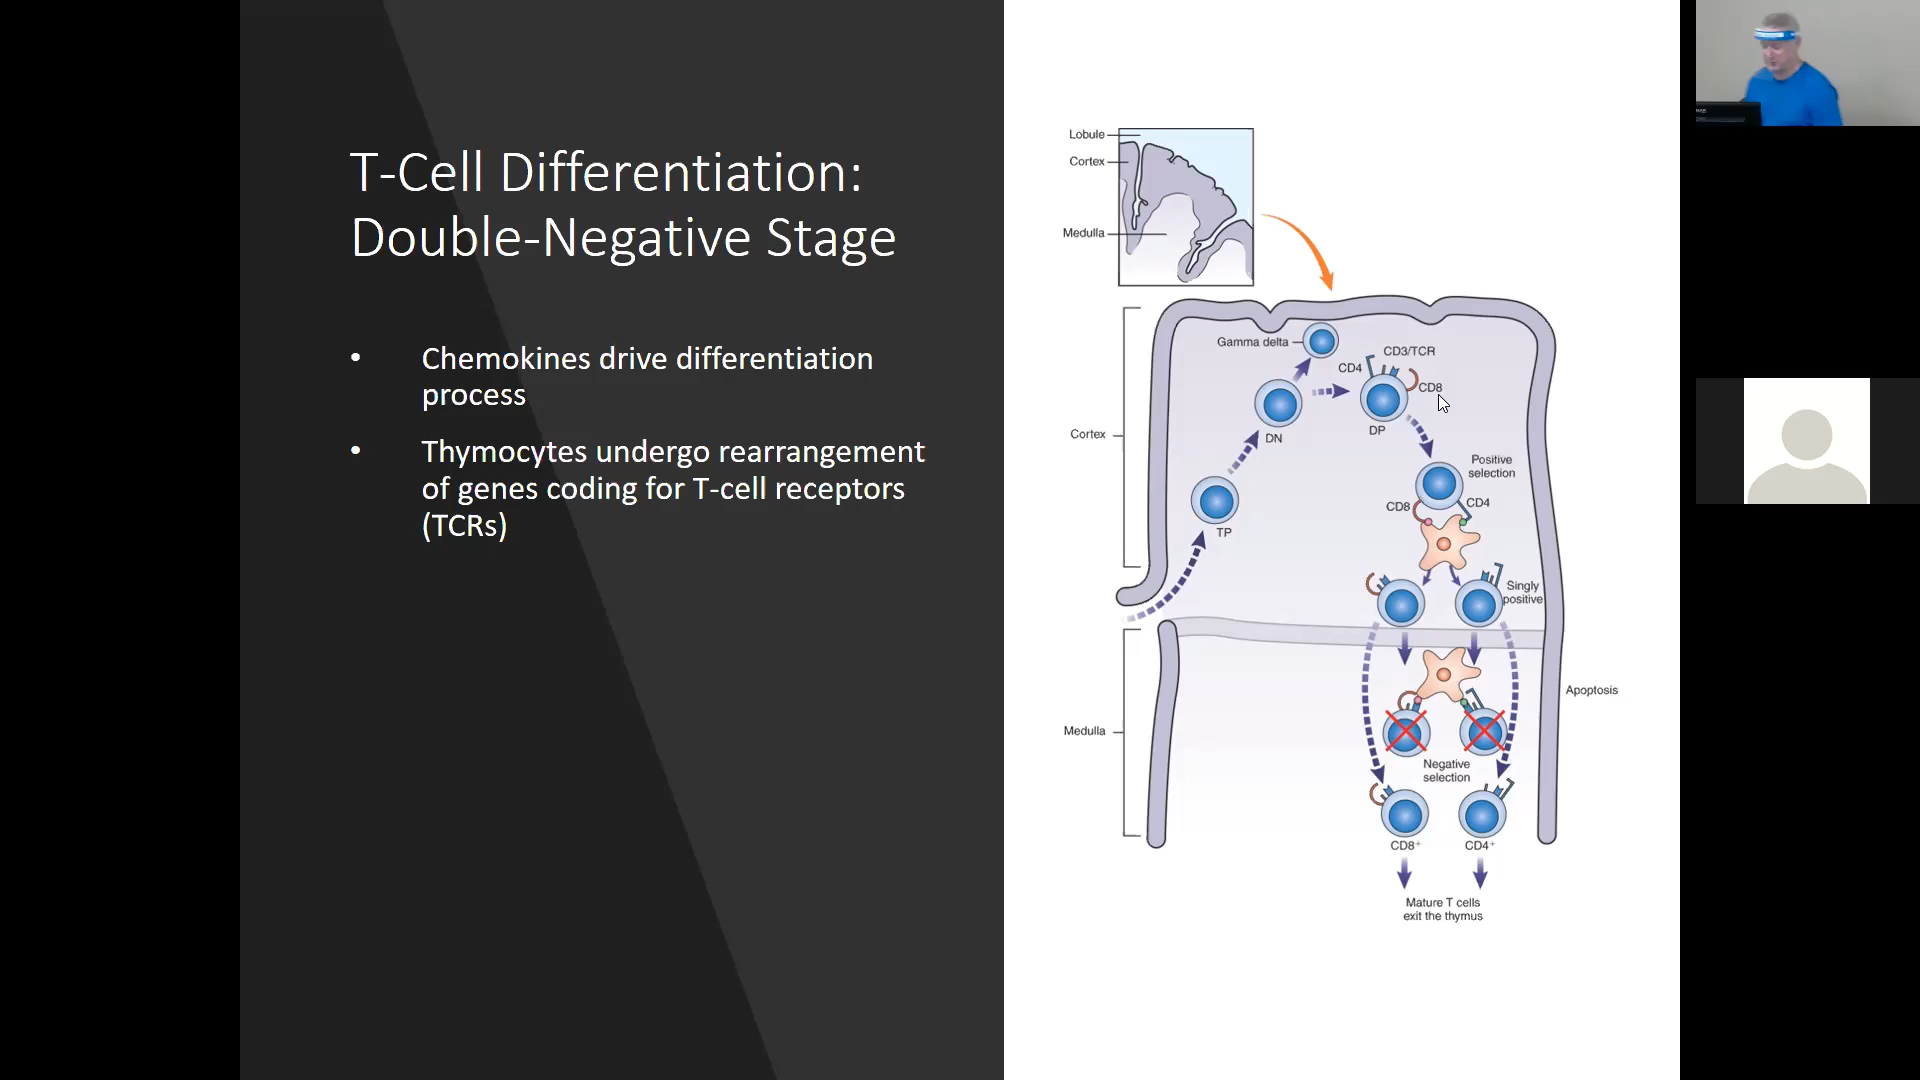 T-Cell Differentiation:
Double-Negative Stage
• Chemokines drive differentiation
process
• Thymocytes undergo rearrangement
of genes coding for T-cell receptors
(TCRs)
Lobule
Cortex
Medulla
Gamma delta
CD3/TCR
CD4
CD8
DN
DP
Cortex
Positive
selection
CD8
CD4
TP
Singly
positive
Apoptosis
Medulla
Negative
selection
CD8+
CD4+
Mature T cells
exit the thymus